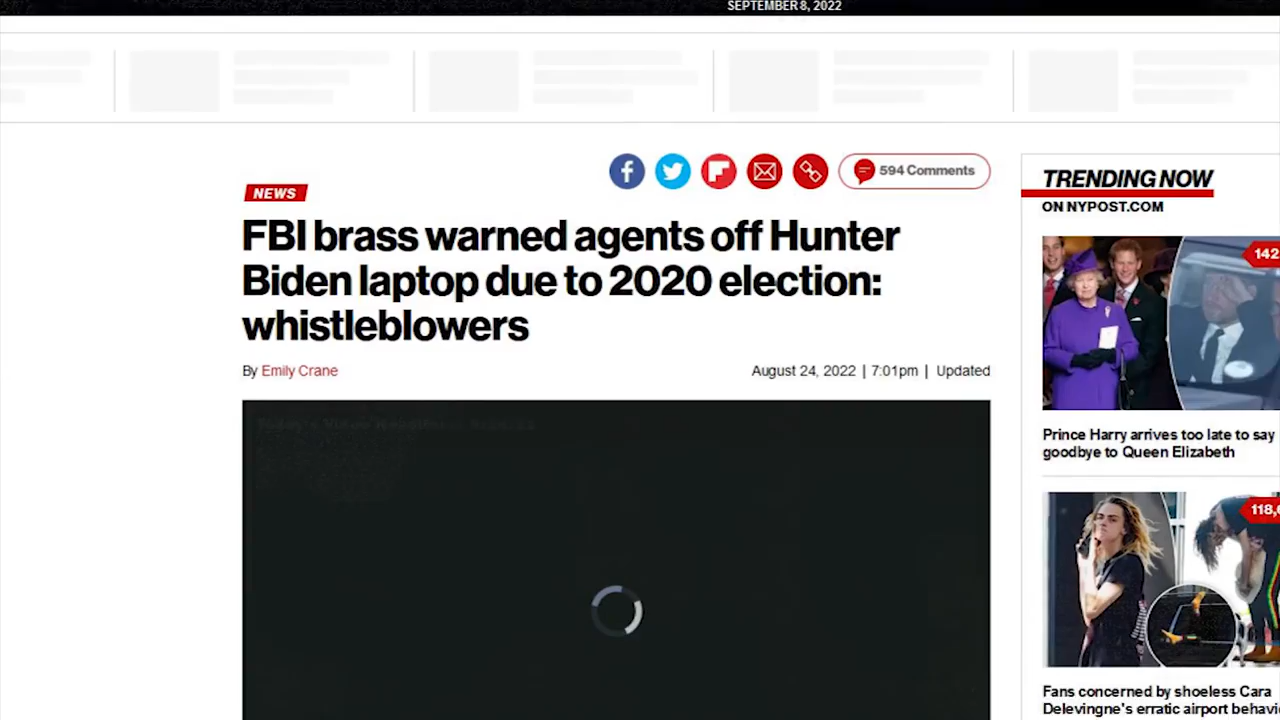 SEPTEMBER 8, 2022
594 Comments
NEWS
FBI brass warned agents off Hunter
Biden laptop due to 2020 election:
whistleblowers
By Emily Crane
August 24, 2022 | 7:01pm | Updated
TRENDING NOW
ON NYPOST.COM
142
Prince Harry arrives too late to say
goodbye to Queen Elizabeth
118,
Fans concerned by shoeless Cara
Delevingne's erratic airport behavi